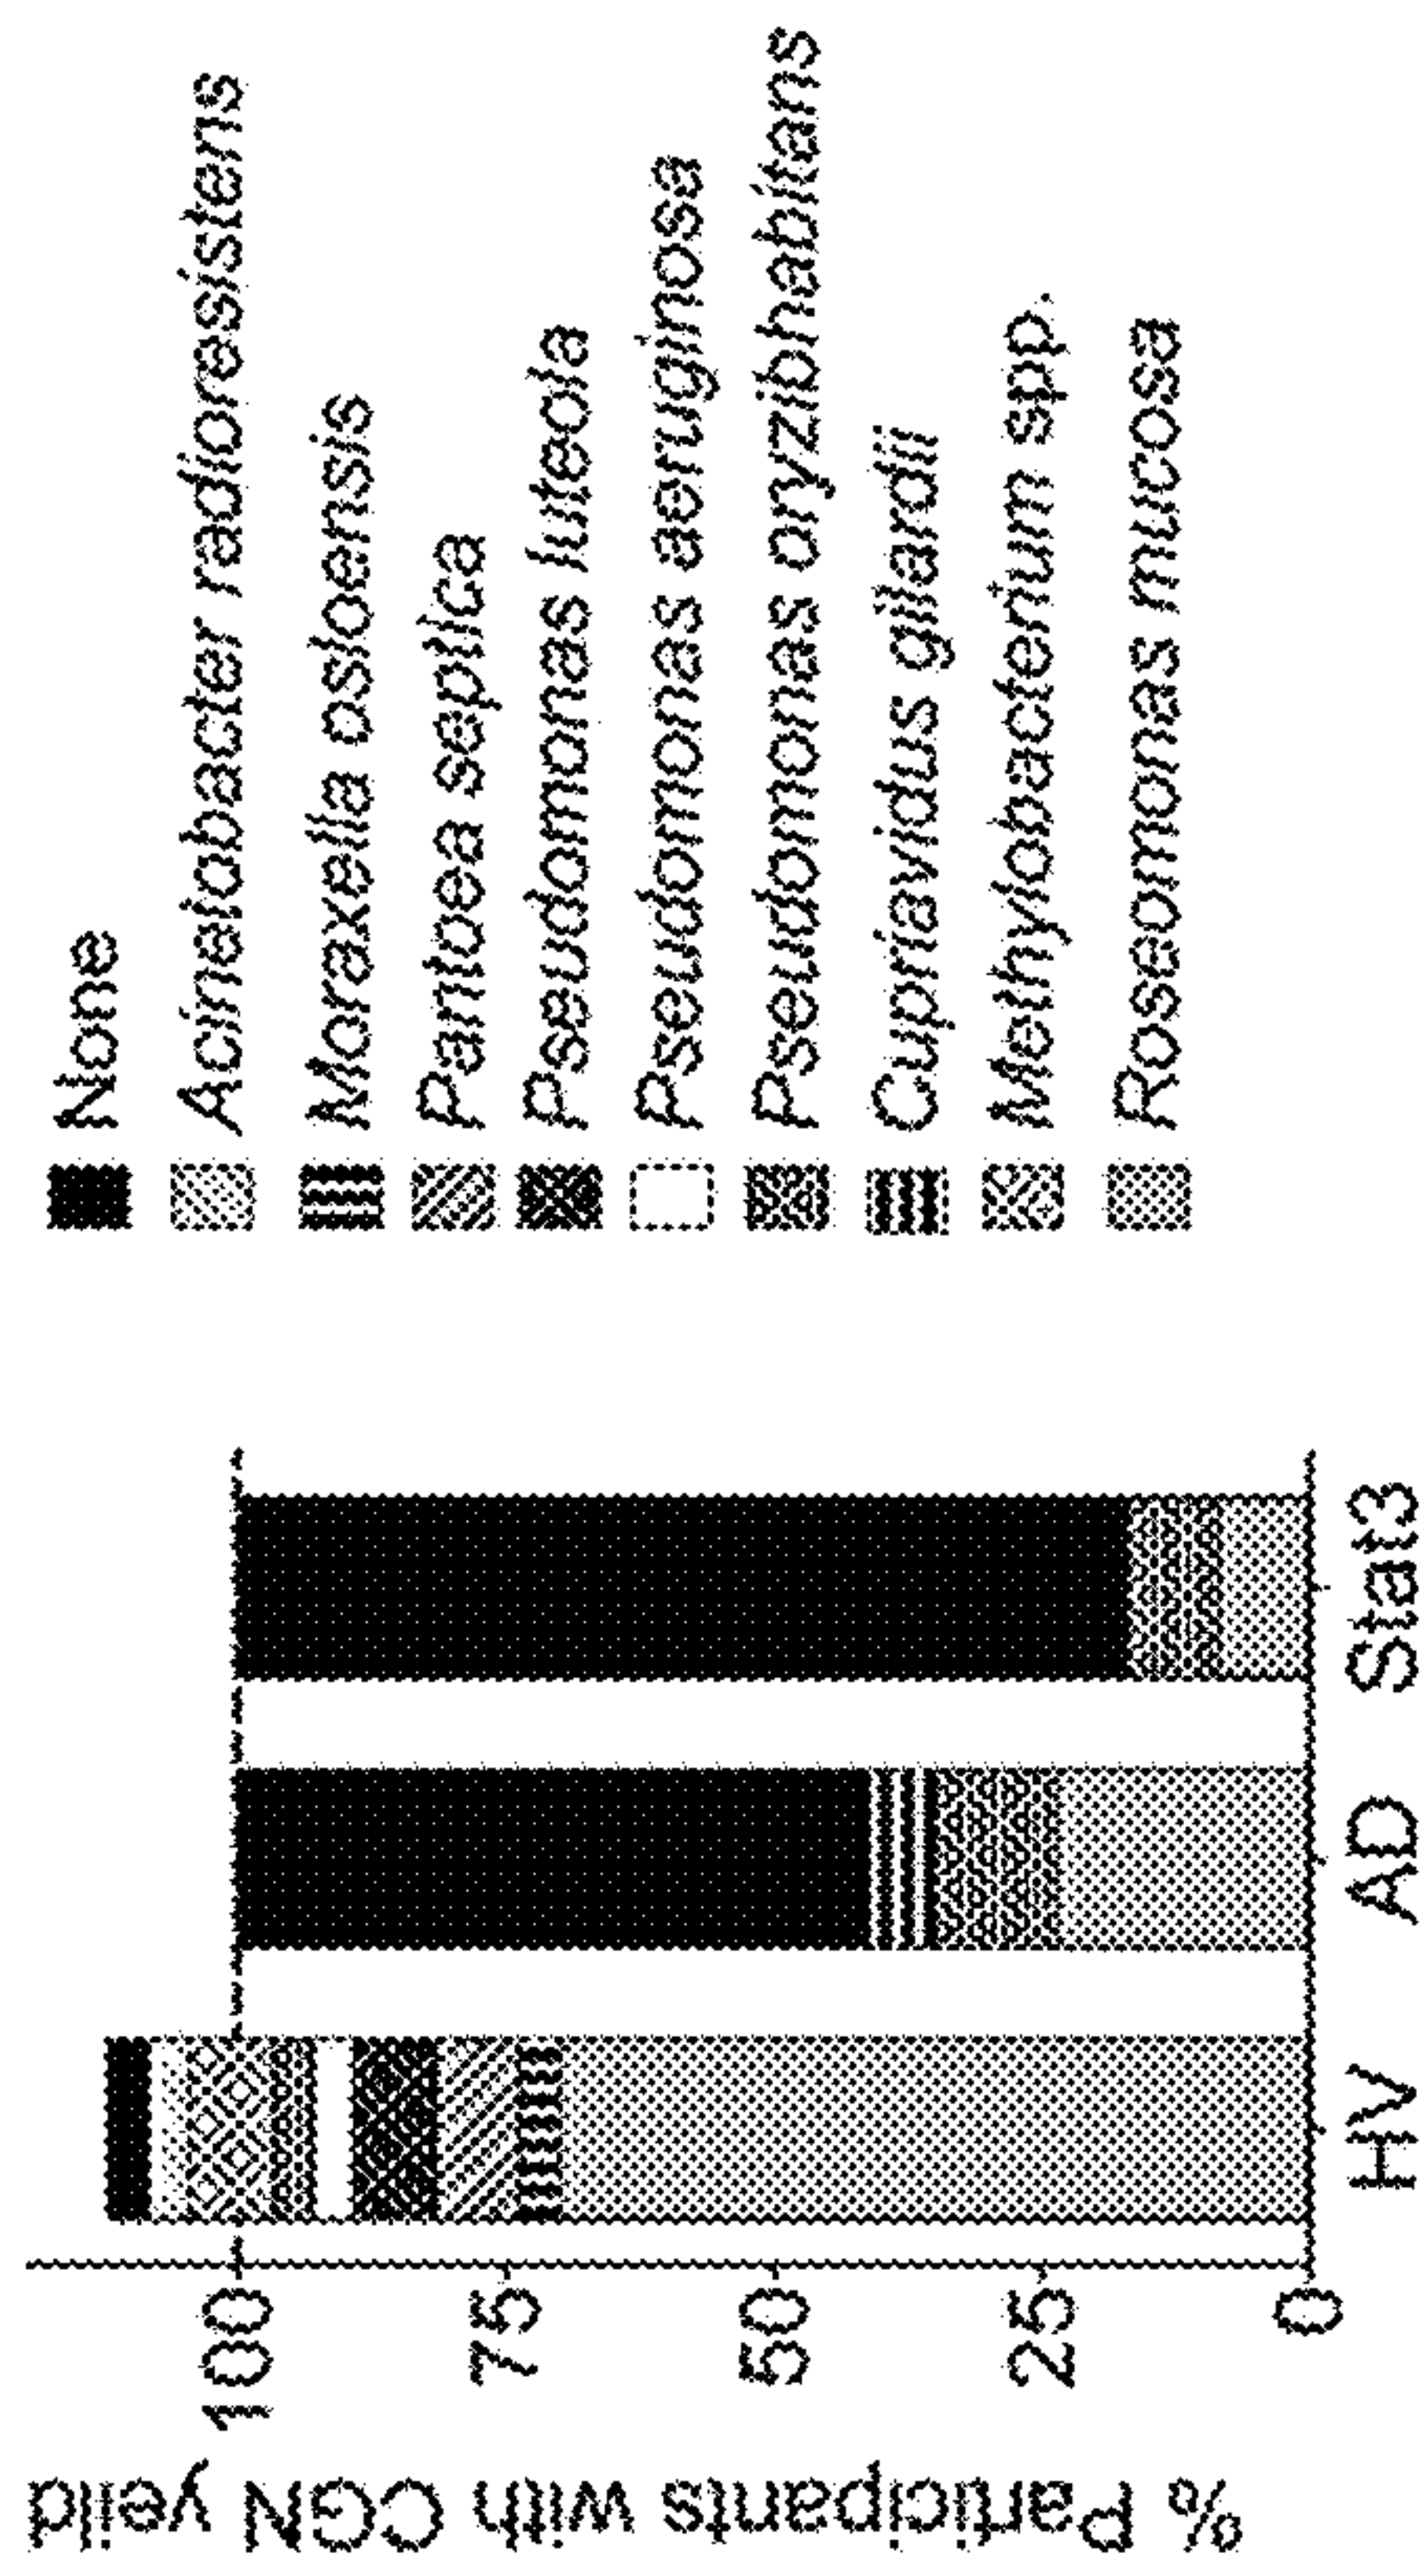 % Participants with CGN yeild
100
75
50
25
0
HV
AD
Stat3
None
Acinetobacter radioresistens
Moraxella osloensis
Pantoea septica
Pseudomonas luteola
Pseudomonas aeruginosa
Pseudomonas oryzibhabitans
Cupriavidus gilardii
Methylobacterium spp.
Roseomonas mucosa